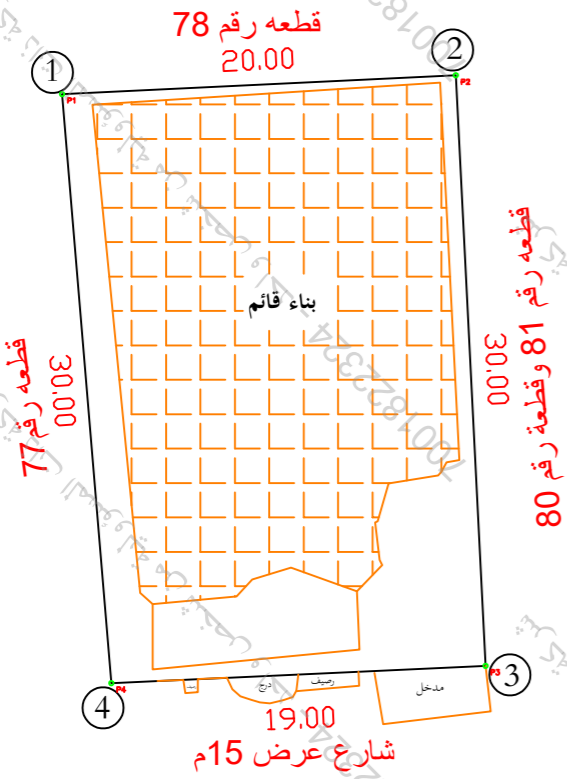 قطعه رقم 78
20.00
1
2
P1
P2
بناء قائم
قطعه رقم 77
30.00
30.00
قطعه رقم 81 وقطعة رقم 80
7001822324
P4
P3
4
3
درج
رصيف
مدخل
19.00
شارع عرض 15م